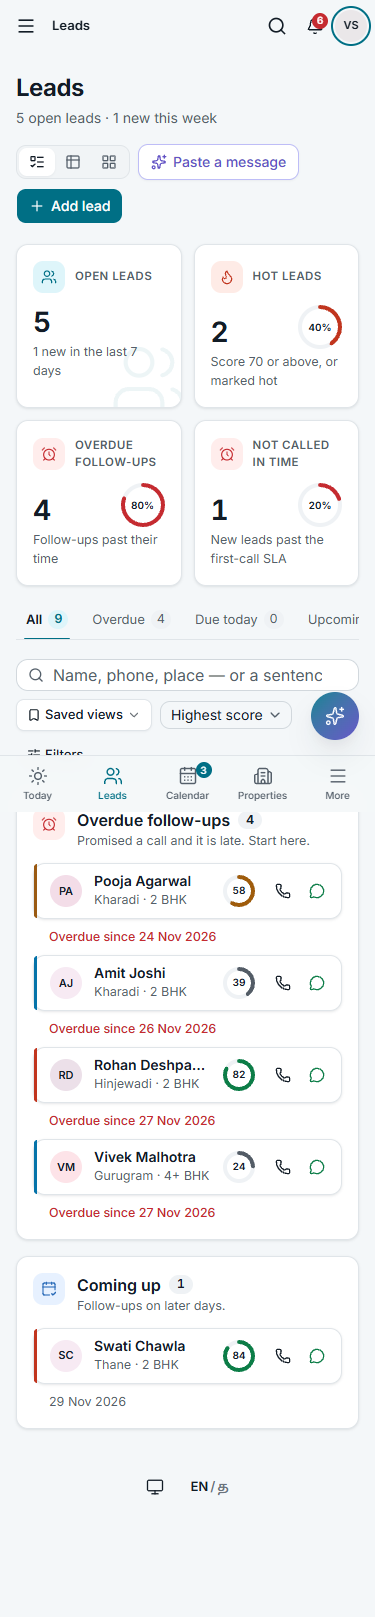 Leads
6
VS
Leads
5 open leads · 1 new this week
Paste a message
Add lead
OPEN LEADS
5
1 new in the last 7
days
HOT LEADS
2
40%
Score 70 or above, or
marked hot
OVERDUE
FOLLOW-UPS
4
80%
Follow-ups past their
time
NOT CALLED
IN TIME
1
20%
New leads past the
first-call SLA
All 9 Overdue 4 Due today 0 Upcomin
Name, phone, place — or a sentenc
Saved views
Highest score
Filters
Today
Leads
3
Calendar
Properties
More
Overdue follow-ups 4
Promised a call and it is late. Start here.
PA
Pooja Agarwal
Kharadi · 2 BHK
58
Overdue since 24 Nov 2026
AJ
Amit Joshi
Kharadi · 2 BHK
39
Overdue since 26 Nov 2026
RD
Rohan Deshpa...
Hinjewadi · 2 BHK
82
Overdue since 27 Nov 2026
VM
Vivek Malhotra
Gurugram · 4+ BHK
24
Overdue since 27 Nov 2026
Coming up 1
Follow-ups on later days.
SC
Swati Chawla
Thane · 2 BHK
84
29 Nov 2026
EN / த